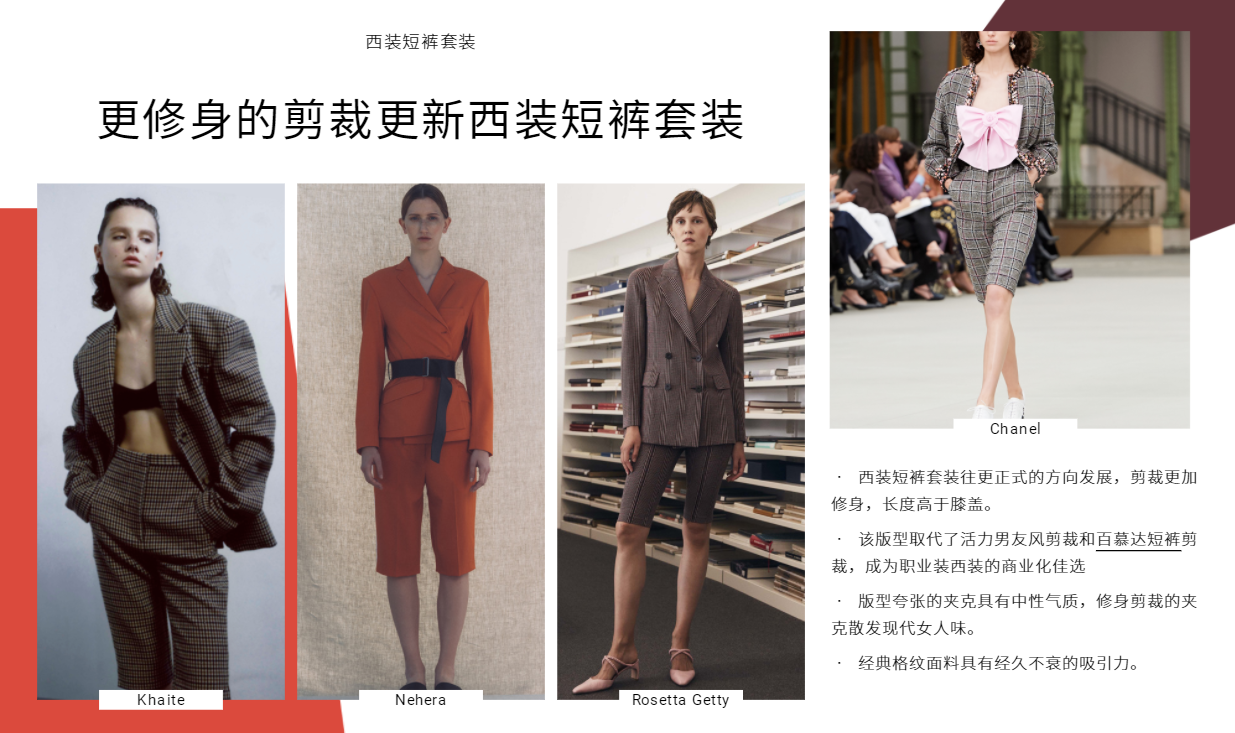 西装短裤套装
更修身的剪裁更新西装短裤套装
Khaite
Nehera
Rosetta Getty
Chanel
· 西装短裤套装往更正式的方向发展，剪裁更加
修身，长度高于膝盖。
· 该版型取代了活力男友风剪裁和百慕达短裤剪
裁，成为职业装西装的商业化佳选
· 版型夸张的夹克具有中性气质，修身剪裁的夹
克散发现代女人味。
· 经典格纹面料具有经久不衰的吸引力。